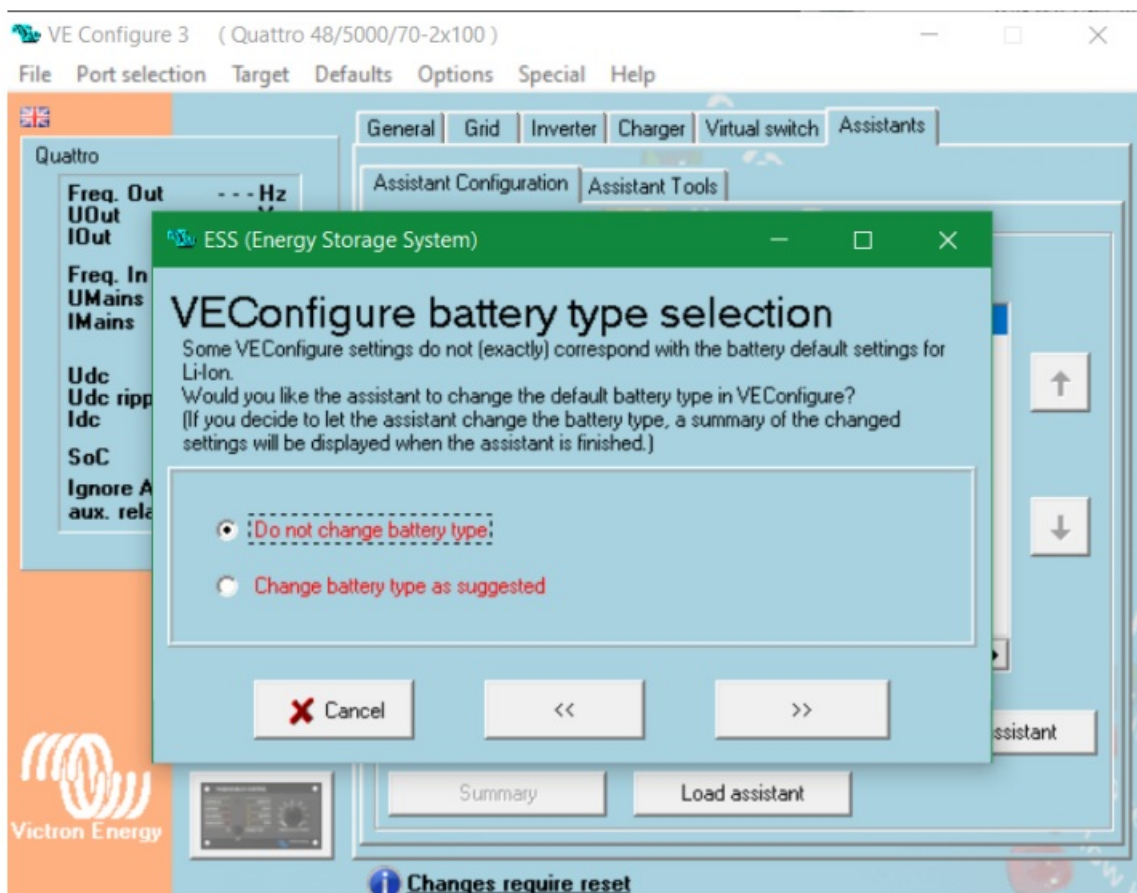 VE Configure 3 ( Quattro 48/5000/70-2x100 )
File Port selection Target Defaults Options Special Help
General Grid Inverter Charger Virtual switch Assistants
Quattro
Assistant Configuration Assistant Tools
Freq. Out - - - Hz
UOut
IOut
Freq. In
UMains
IMains
Udc
Udc ripp
Idc
SoC
Ignore A
aux. rela
ESS (Energy Storage System)
VEConfigure battery type selection
Some VEConfigure settings do not (exactly) correspond with the battery default settings for
Li-Ion.
Would you like the assistant to change the default battery type in VEConfigure?
(If you decide to let the assistant change the battery type, a summary of the changed
settings will be displayed when the assistant is finished.)
Do not change battery type
Change battery type as suggested
Cancel << >>
ssistant
Summary Load assistant
Victron Energy
Changes require reset